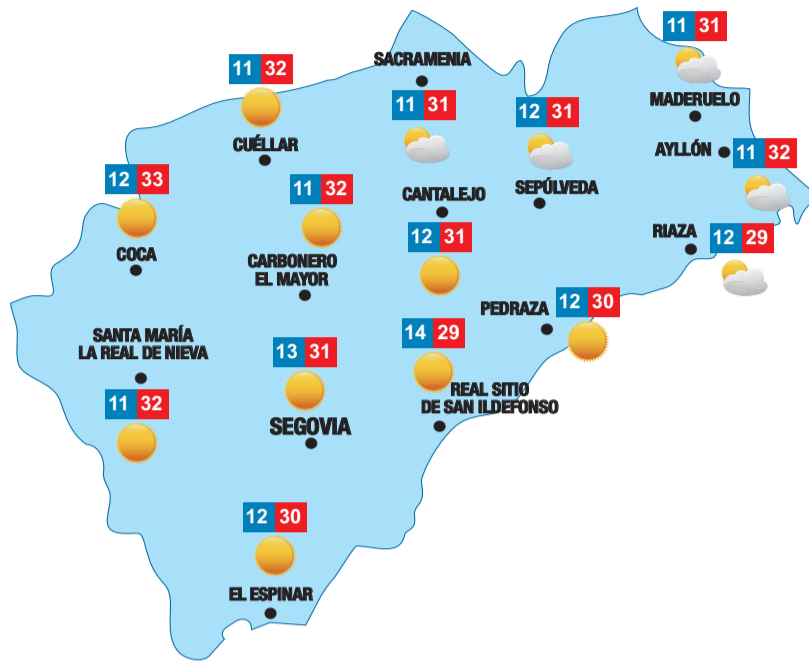 11 31
MADERUELO
SACRAMENIA
11 31
11 32
CUÉLLAR
12 31
SEPÚLVEDA
AYLLÓN
11 32
12 33
COCA
11 32
CARBONERO
EL MAYOR
CANTALEJO
12 31
RIAZA
12 29
PEDRAZA
12 30
SANTA MARÍA
LA REAL DE NIEVA
11 32
13 31
SEGOVIA
14 29
REAL SITIO
DE SAN ILDEFONSO
12 30
EL ESPINAR